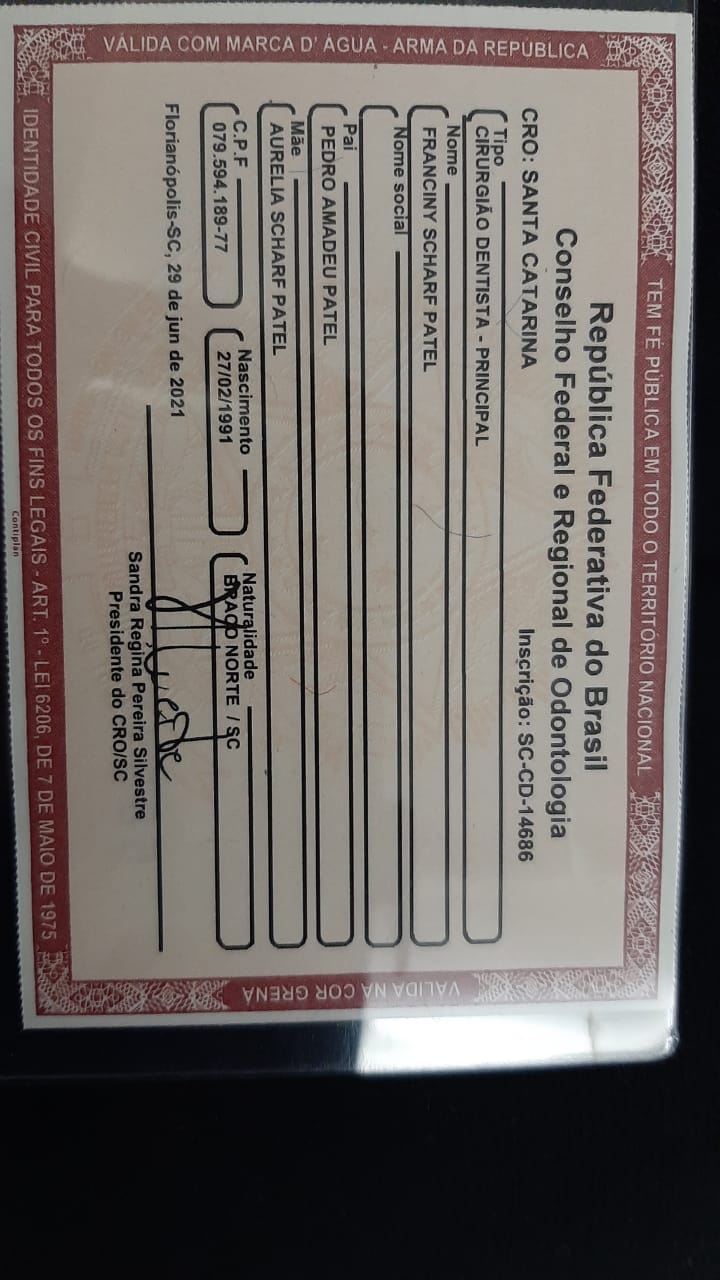 VÁLIDA COM MARCA D' ÁGUA - ARMA DA REPÚBLICA
TEM FÉ PÚBLICA EM TODO O TERRITÓRIO NACIONAL
República Federativa do Brasil
Conselho Federal e Regional de Odontologia
CRO: SANTA CATARINA Inscrição: SC-CD-14686
Tipo
CIRURGIÃO DENTISTA - PRINCIPAL
Nome
FRANCINY SCHARF PATEL
Nome social
Pai
PEDRO AMADEU PATEL
Mãe
AURELIA SCHARF PATEL
C.P.F Nascimento Naturalidade
079.594.189-77 27/02/1991 BRAÇO NORTE / SC
Florianópolis-SC, 29 de jun de 2021
Sandra Regina Pereira Silvestre
Presidente do CRO/SC
VÁLIDA NA COR GRENÁ
IDENTIDADE CIVIL PARA TODOS OS FINS LEGAIS - ART. 1º - LEI 6206, DE 7 DE MAIO DE 1975
Contiplan